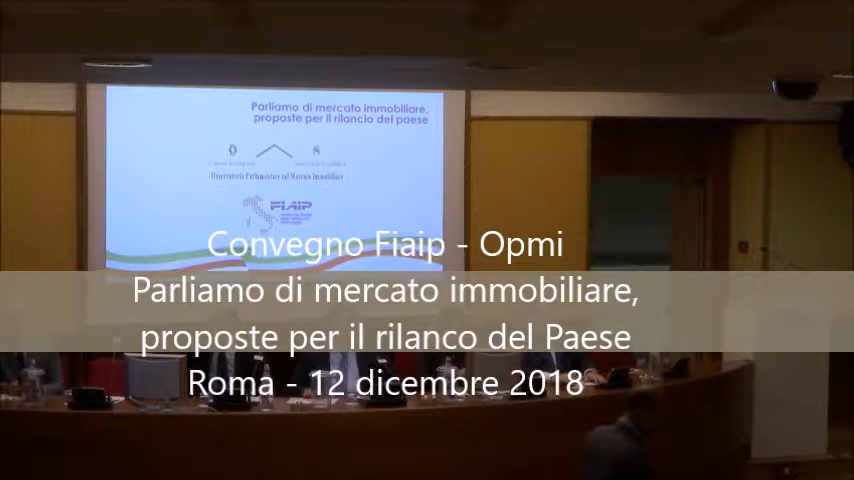 Parliamo di mercato immobiliare,
proposte per il rilancio del paese
Osservatorio Parlamentare sul Mercato Immobiliare
FIAIP
Convegno Fiaip - Opmi
Parliamo di mercato immobiliare,
proposte per il rilanco del Paese
Roma - 12 dicembre 2018